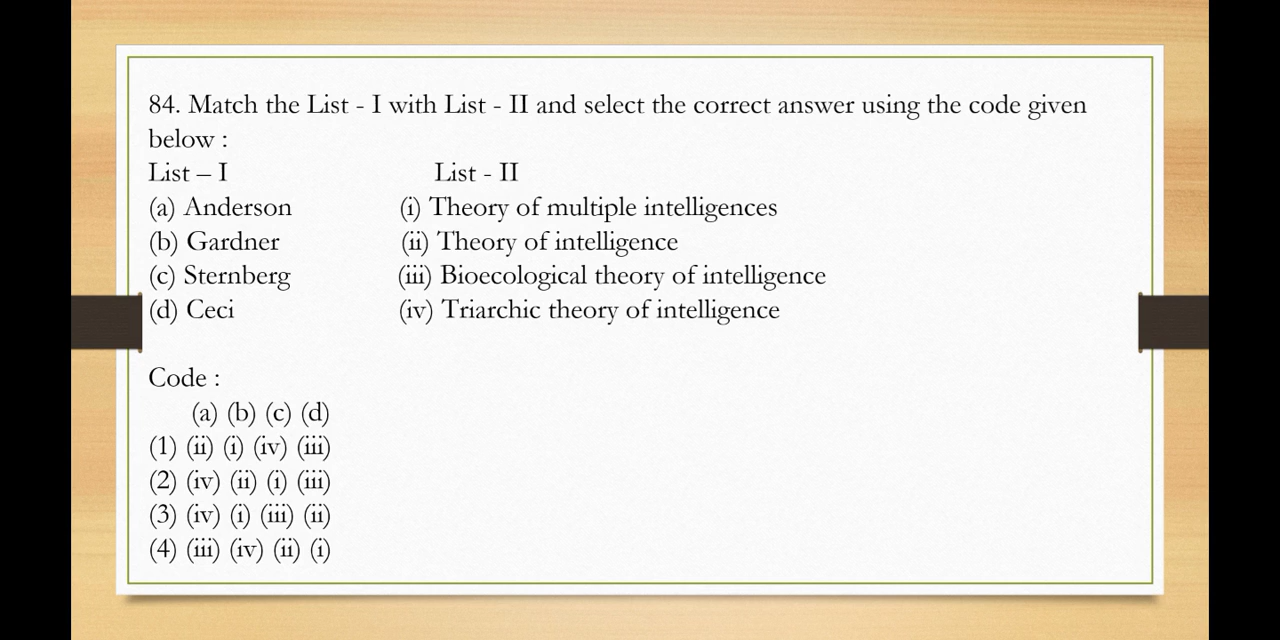 84. Match the List - I with List - II and select the correct answer using the code given
below :
List – I List - II
(a) Anderson (i) Theory of multiple intelligences
(b) Gardner (ii) Theory of intelligence
(c) Sternberg (iii) Bioecological theory of intelligence
(d) Ceci (iv) Triarchic theory of intelligence
Code :
(a) (b) (c) (d)
(1) (ii) (i) (iv) (iii)
(2) (iv) (ii) (i) (iii)
(3) (iv) (i) (iii) (ii)
(4) (iii) (iv) (ii) (i)